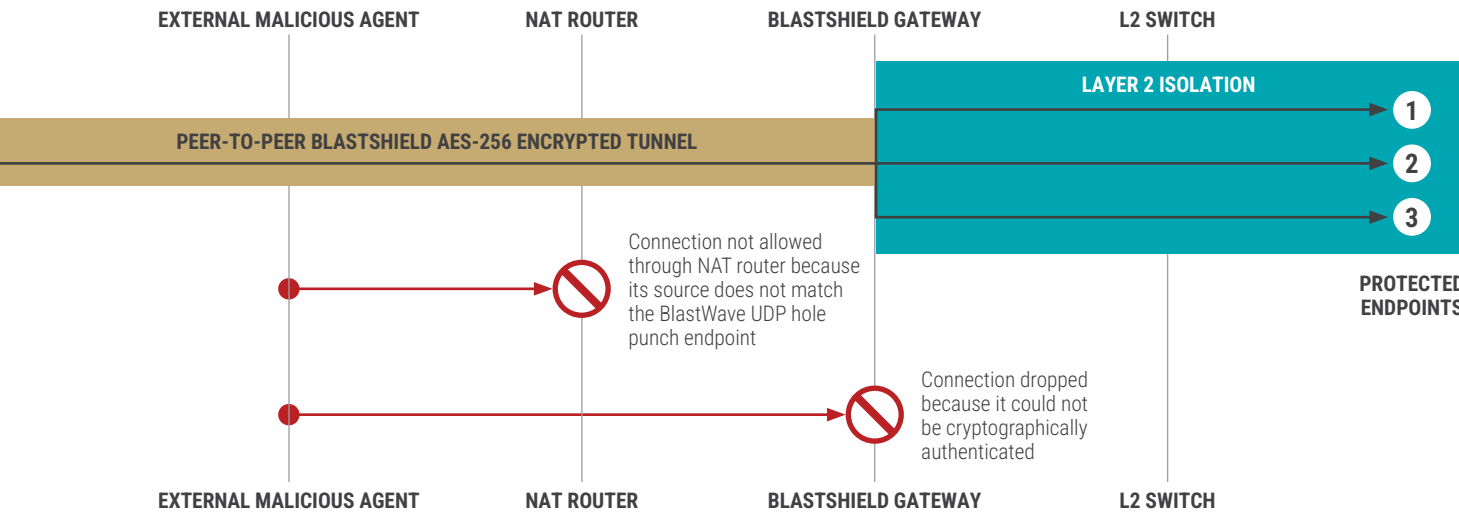 EXTERNAL MALICIOUS AGENT
NAT ROUTER
BLASTSHIELD GATEWAY
L2 SWITCH
LAYER 2 ISOLATION
1
PEER-TO-PEER BLASTSHIELD AES-256 ENCRYPTED TUNNEL
2
3
Connection not allowed
through NAT router because
its source does not match
the BlastWave UDP hole
punch endpoint
PROTECTED
ENDPOINTS
Connection dropped
because it could not
be cryptographically
authenticated
EXTERNAL MALICIOUS AGENT
NAT ROUTER
BLASTSHIELD GATEWAY
L2 SWITCH